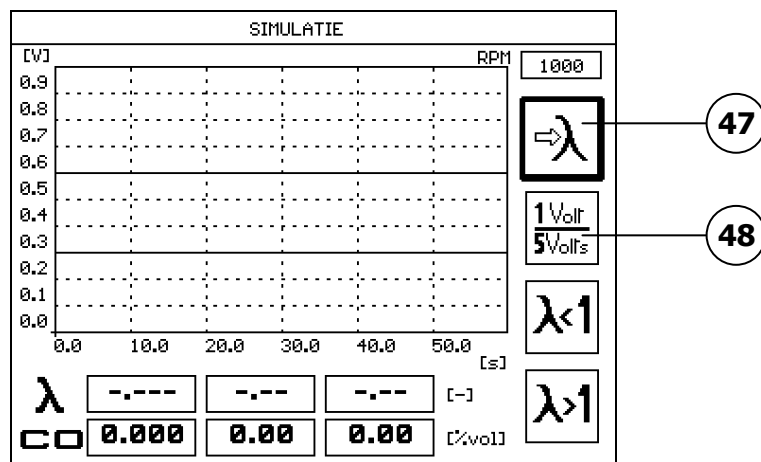 SIMULATIE
[V]
RPM 1000
0.9
0.8
0.7
0.6
0.5
0.4
0.3
0.2
0.1
0.0
0.0 10.0 20.0 30.0 40.0 50.0
[s]
⇨λ
47
1 Volt
5 Volts
48
λ<1
λ>1
λ -.--- -.-- -.-- [-]
CO 0.000 0.00 0.00 [%vol]